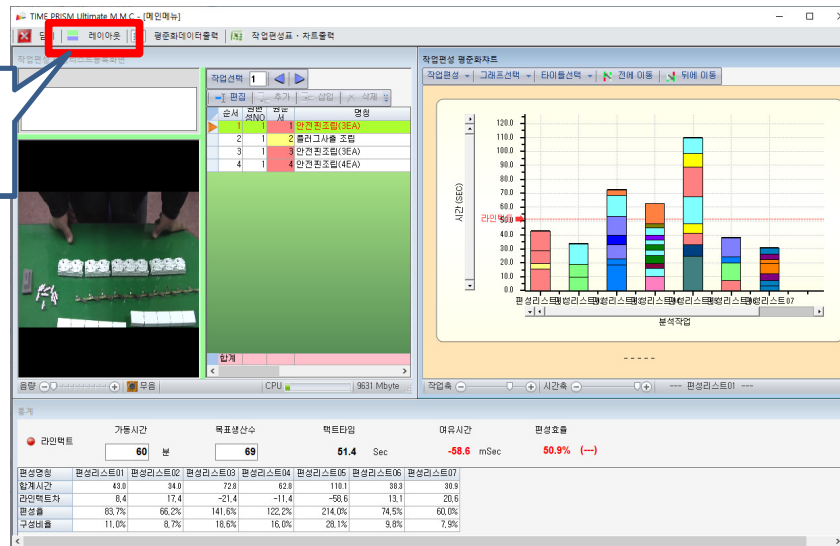 TIME PRISM Ultimate M.M.C - [메인메뉴]
레이아웃
평준화데이터출력
작업편성표 · 차트출력
작업편성 평준화챠트
작업선택 1
작업편성
그래프선택
타이틀선택
전에 이동
뒤에 이동
편집 추가 삽입 삭제
순서 명칭
1 1 1 안전핀조립(3EA)
2 1 2 플러그사출 조립
3 1 3 안전핀조립(3EA)
4 1 4 안전핀조립(4EA)
합계
시간(SEC)
120.0
110.0
100.0
90.0
80.0
70.0
60.0
50.0
40.0
30.0
20.0
10.0
0.0
라인택트
분석작업
-----
음량 무음 CPU 9631 Mbyte
작업축 시간축 --- 편성리스트01 ---
통계
가동시간 목표생산수 택트타임 여유시간 편성효율
라인택트 60 분 69 51.4 Sec -58.6 mSec 50.9% (---)
편성명칭 편성리스트01 편성리스트02 편성리스트03 편성리스트04 편성리스트05 편성리스트06 편성리스트07
합계시간 43.0 34.0 72.8 62.8 110.1 38.3 30.9
라인택트차 8.4 17.4 -21.4 -11.4 -58.6 13.1 20.6
편성율 83.7% 66.2% 141.6% 122.2% 214.0% 74.5% 60.0%
구성비율 11.0% 8.7% 18.6% 16.0% 28.1% 9.8% 7.9%